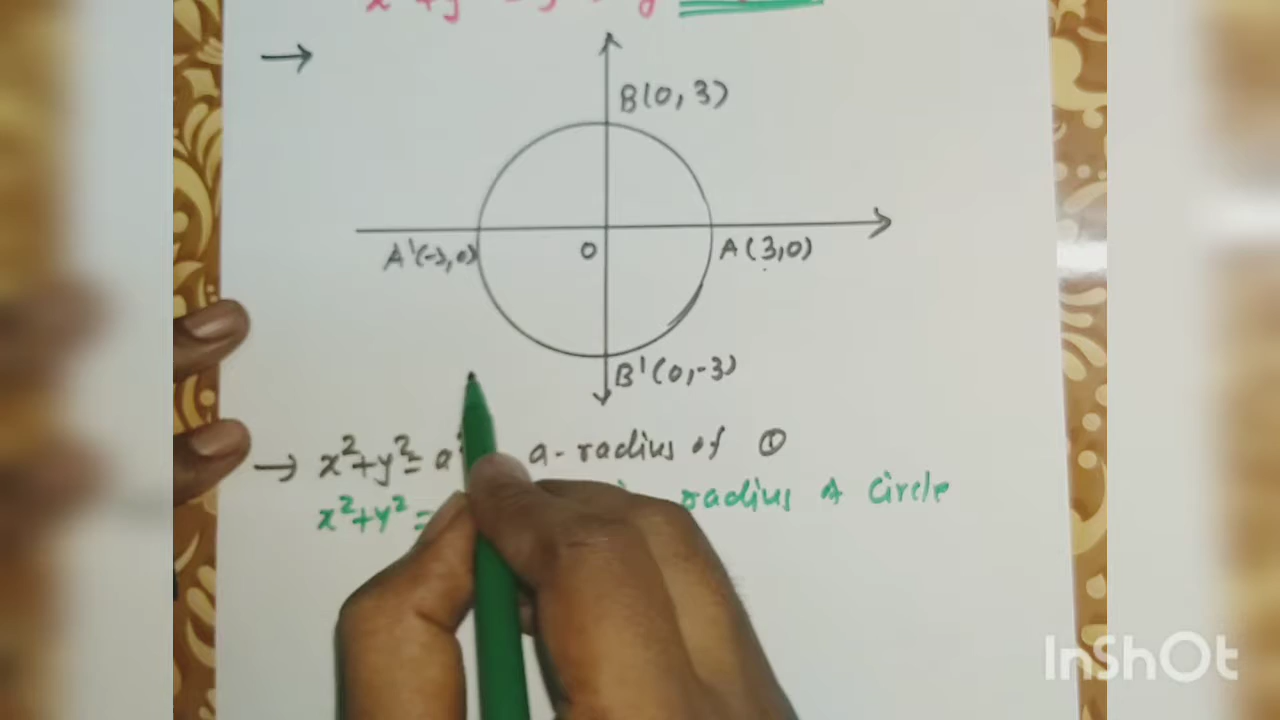 B(0, 3)
A'(-3,0)
O
A(3,0)
B'(0,-3)
→ x²+y²= a² a - radius of ①
x²+y² = radius of circle
InShOt